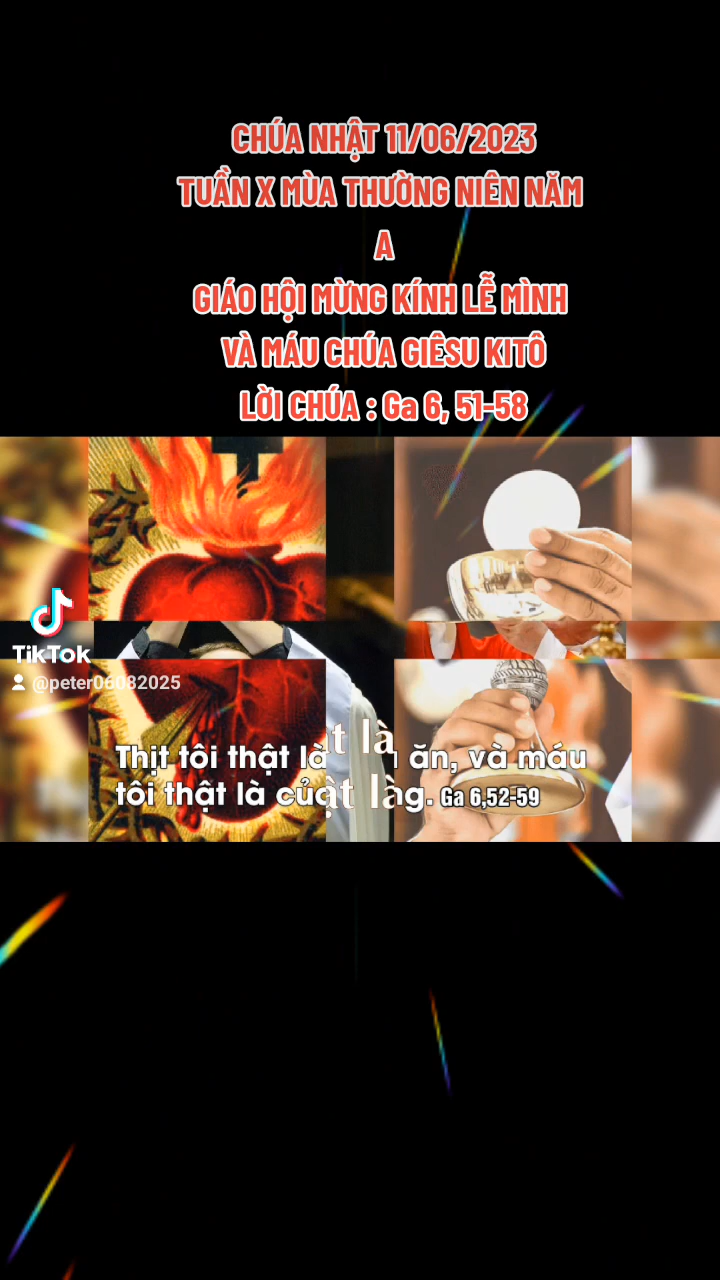 CHÚA NHẬT 11/06/2023
TUẦN X MÙA THƯỜNG NIÊN NĂM
A
GIÁO HỘI MỪNG KÍNH LỄ MÌNH
VÀ MÁU CHÚA GIÊSU KITÔ
LỜI CHÚA : Ga 6, 51-58
TikTok
@peter06082025
t là
Thịt tôi thật là ăn, và máu
tôi thật là Ga 6,52-59